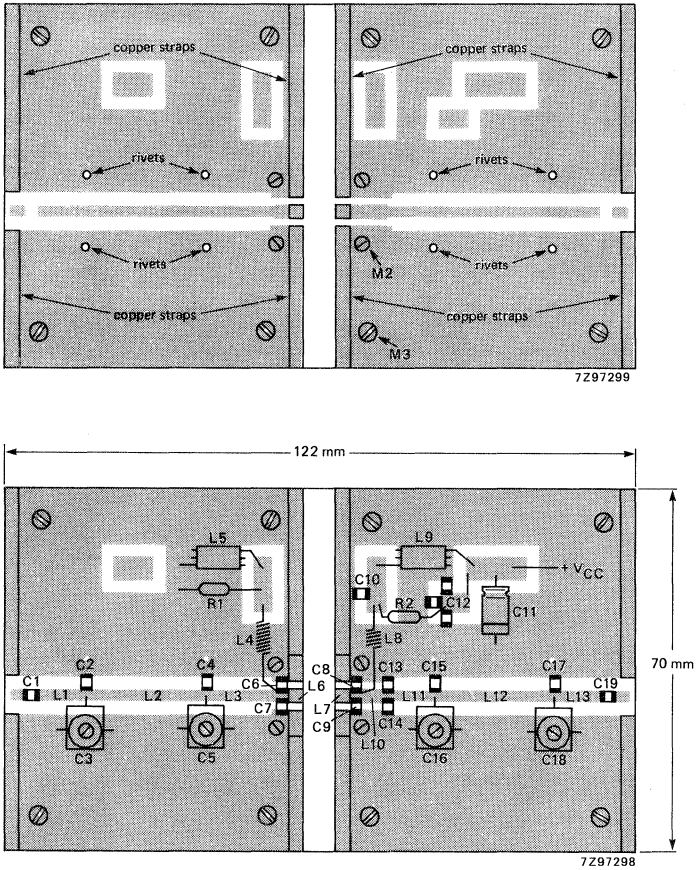 copper straps
copper straps
rivets
rivets
rivets
rivets
M2
copper straps
copper straps
M3
7Z97299
122 mm
L5
L9
+ VCC
C10
R1
R2
C12
C11
L4
L8
70 mm
C1
C2
C4
C6
C8
C13
C15
C17
C19
L1
L2
L3
L6
L11
L12
L13
C7
L7
C9
C14
L10
C3
C5
C16
C18
7Z97298